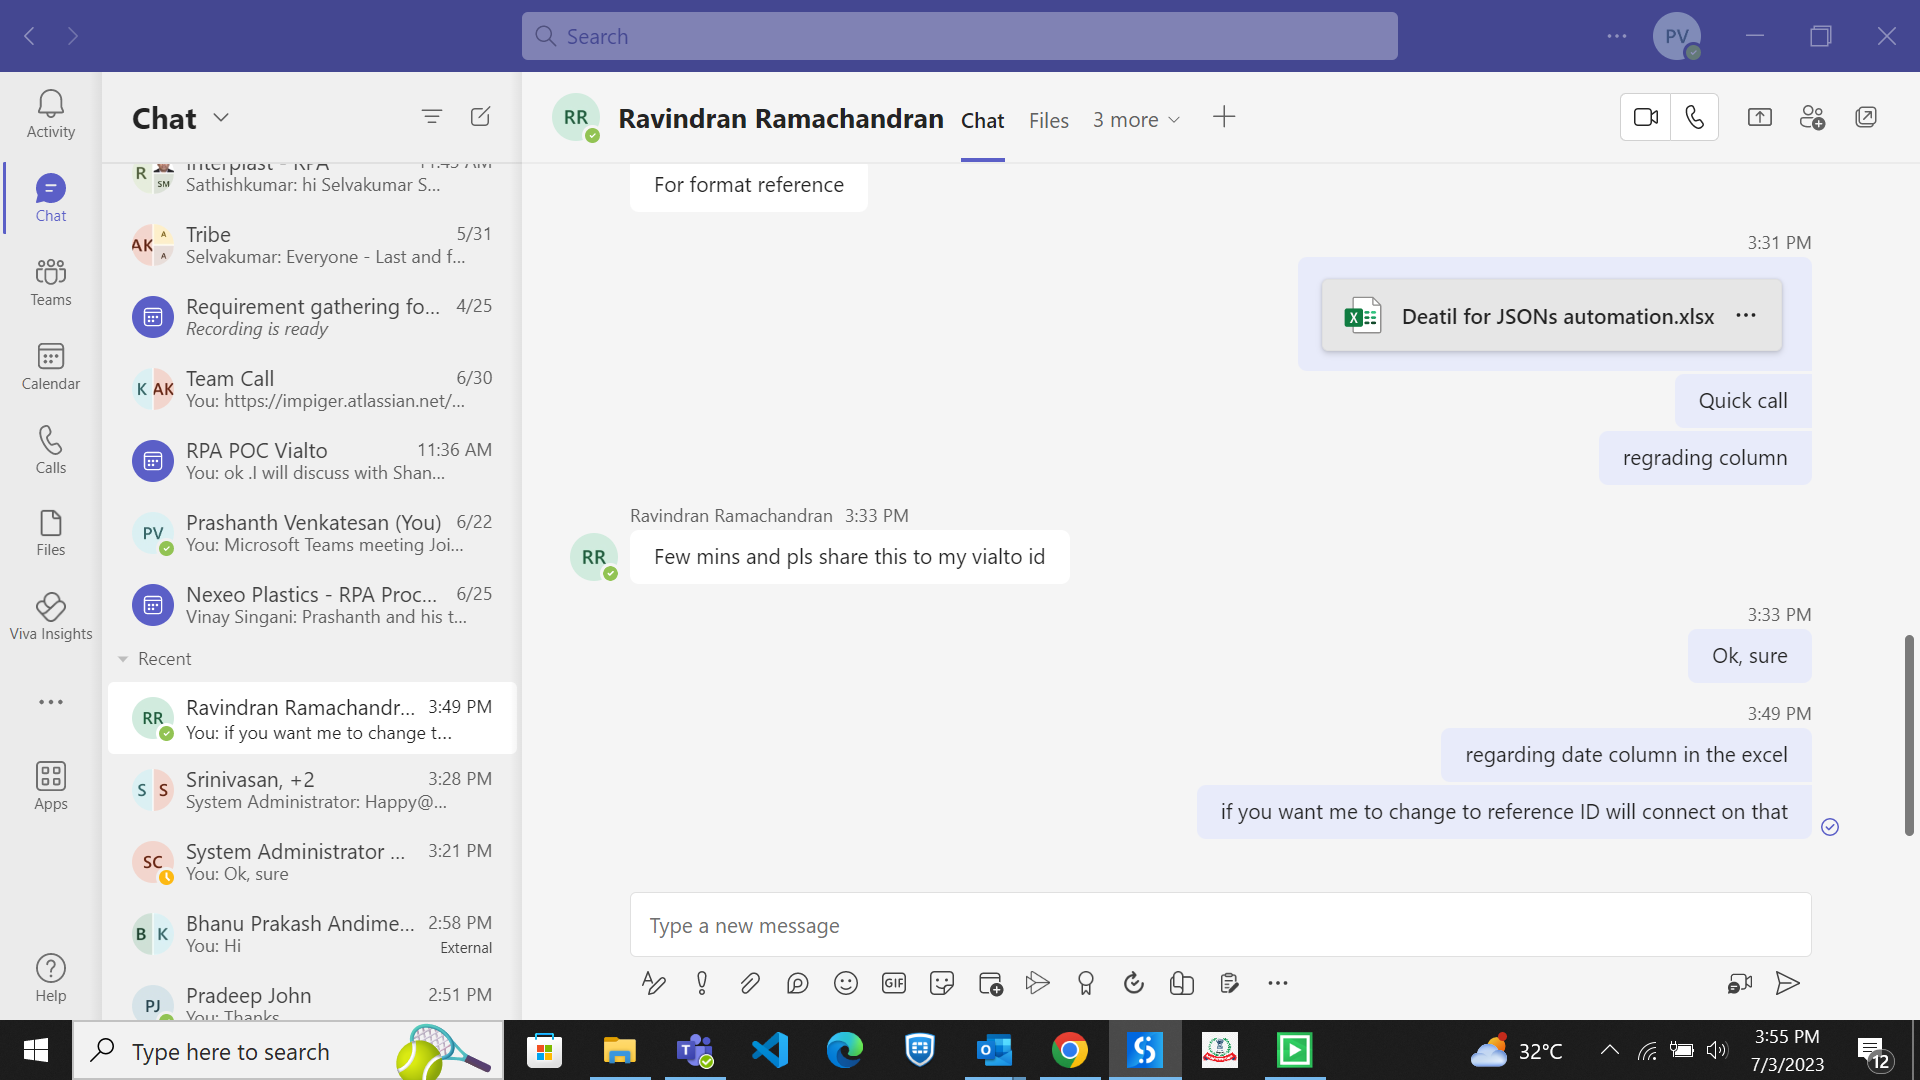 Search
PV
Activity
Chat
Teams
Calendar
Calls
Files
Viva Insights
Apps
Help
Chat
Interplast - RPA 11:45 AM
R SM
Sathishkumar: hi Selvakumar S...
AK A A
Tribe 5/31
Selvakumar: Everyone - Last and f...
Requirement gathering fo... 4/25
Recording is ready
K AK
Team Call 6/30
You: https://impiger.atlassian.net/...
RPA POC Vialto 11:36 AM
You: ok .I will discuss with Shan...
PV
Prashanth Venkatesan (You) 6/22
You: Microsoft Teams meeting Joi...
Nexeo Plastics - RPA Proc... 6/25
Vinay Singani: Prashanth and his t...
Recent
RR
Ravindran Ramachandr... 3:49 PM
You: if you want me to change t...
S S
Srinivasan, +2 3:28 PM
System Administrator: Happy@...
SC
System Administrator ... 3:21 PM
You: Ok, sure
B K
Bhanu Prakash Andime... 2:58 PM
You: Hi External
PJ
Pradeep John 2:51 PM
You: Thanks
RR Ravindran Ramachandran Chat Files 3 more
For format reference
3:31 PM
Deatil for JSONs automation.xlsx
Quick call
regrading column
Ravindran Ramachandran 3:33 PM
RR
Few mins and pls share this to my vialto id
3:33 PM
Ok, sure
3:49 PM
regarding date column in the excel
if you want me to change to reference ID will connect on that
Type a new message
GIF
Type here to search
32°C
3:55 PM
7/3/2023
12